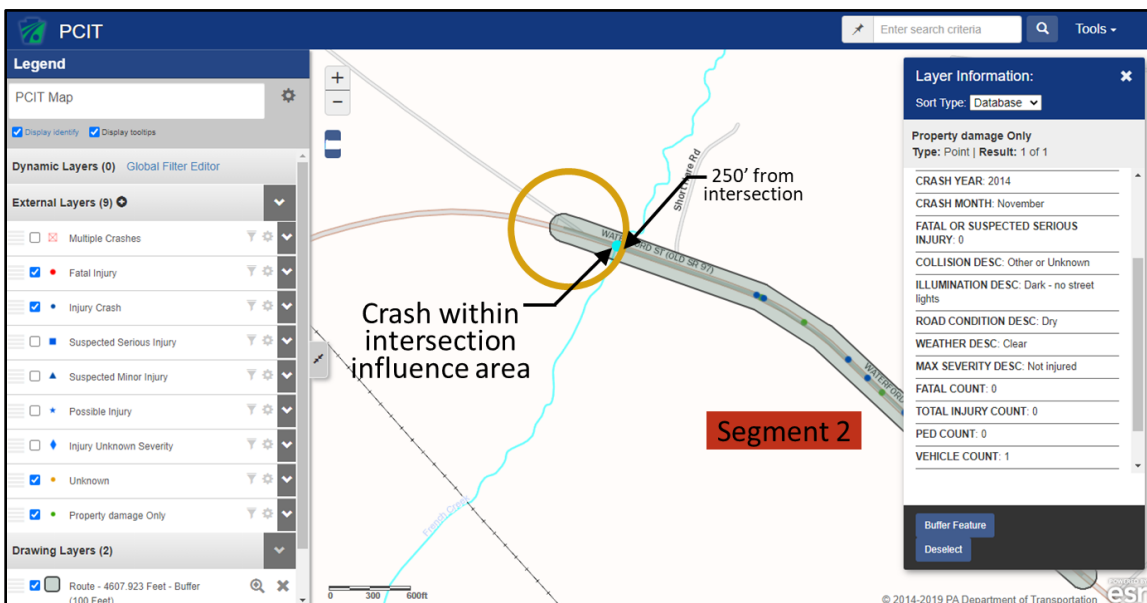 PCIT
Enter search criteria
Tools
Legend
PCIT Map
Display identify
Display tooltips
Dynamic Layers (0) Global Filter Editor
External Layers (9)
Multiple Crashes
Fatal Injury
Injury Crash
Suspected Serious Injury
Suspected Minor Injury
Possible Injury
Injury Unknown Severity
Unknown
Property damage Only
Drawing Layers (2)
Route - 4607.923 Feet - Buffer
(100 Feet)
+
−
Short Hare Rd
250' from
intersection
WATERFORD ST (OLD SR 97)
Crash within
intersection
influence area
WATERFORD
Segment 2
French Creek
0 300 600ft
Layer Information:
Sort Type: Database
Property damage Only
Type: Point | Result: 1 of 1
CRASH YEAR: 2014
CRASH MONTH: November
FATAL OR SUSPECTED SERIOUS
INJURY: 0
COLLISION DESC: Other or Unknown
ILLUMINATION DESC: Dark - no street
lights
ROAD CONDITION DESC: Dry
WEATHER DESC: Clear
MAX SEVERITY DESC: Not injured
FATAL COUNT: 0
TOTAL INJURY COUNT: 0
PED COUNT: 0
VEHICLE COUNT: 1
Buffer Feature
Deselect
© 2014-2019 PA Department of Transportation
esri